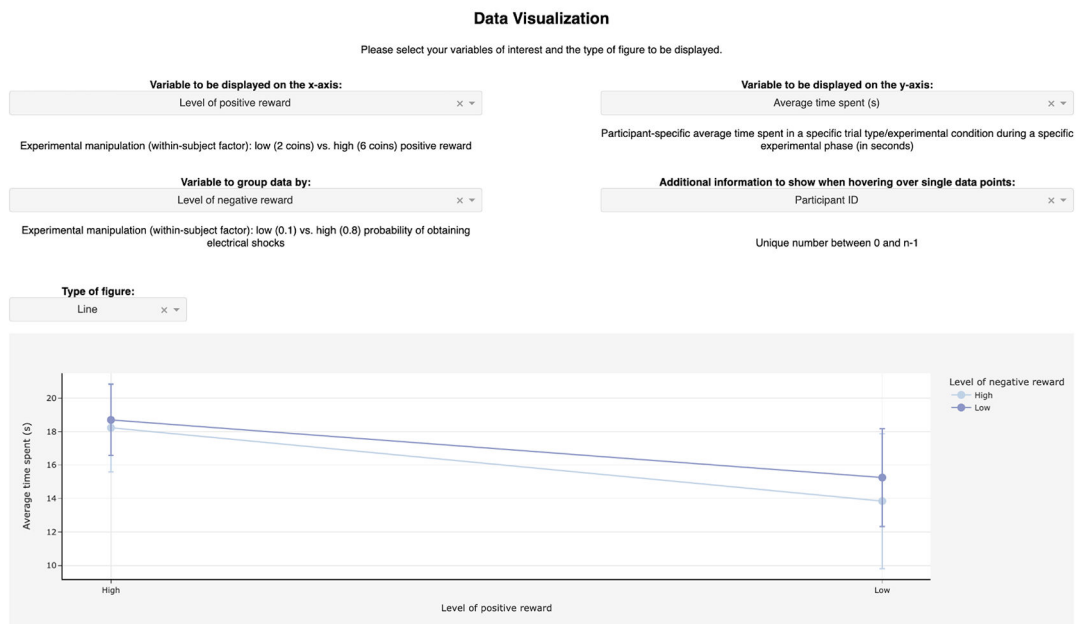 Data Visualization
Please select your variables of interest and the type of figure to be displayed.
Variable to be displayed on the x-axis:
Level of positive reward
Experimental manipulation (within-subject factor): low (2 coins) vs. high (6 coins) positive reward
Variable to be displayed on the y-axis:
Average time spent (s)
Participant-specific average time spent in a specific trial type/experimental condition during a specific
experimental phase (in seconds)
Variable to group data by:
Level of negative reward
Experimental manipulation (within-subject factor): low (0.1) vs. high (0.8) probability of obtaining
electrical shocks
Additional information to show when hovering over single data points:
Participant ID
Unique number between 0 and n-1
Type of figure:
Line
Average time spent (s)
20
18
16
14
12
10
High
Low
Level of positive reward
Level of negative reward
High
Low